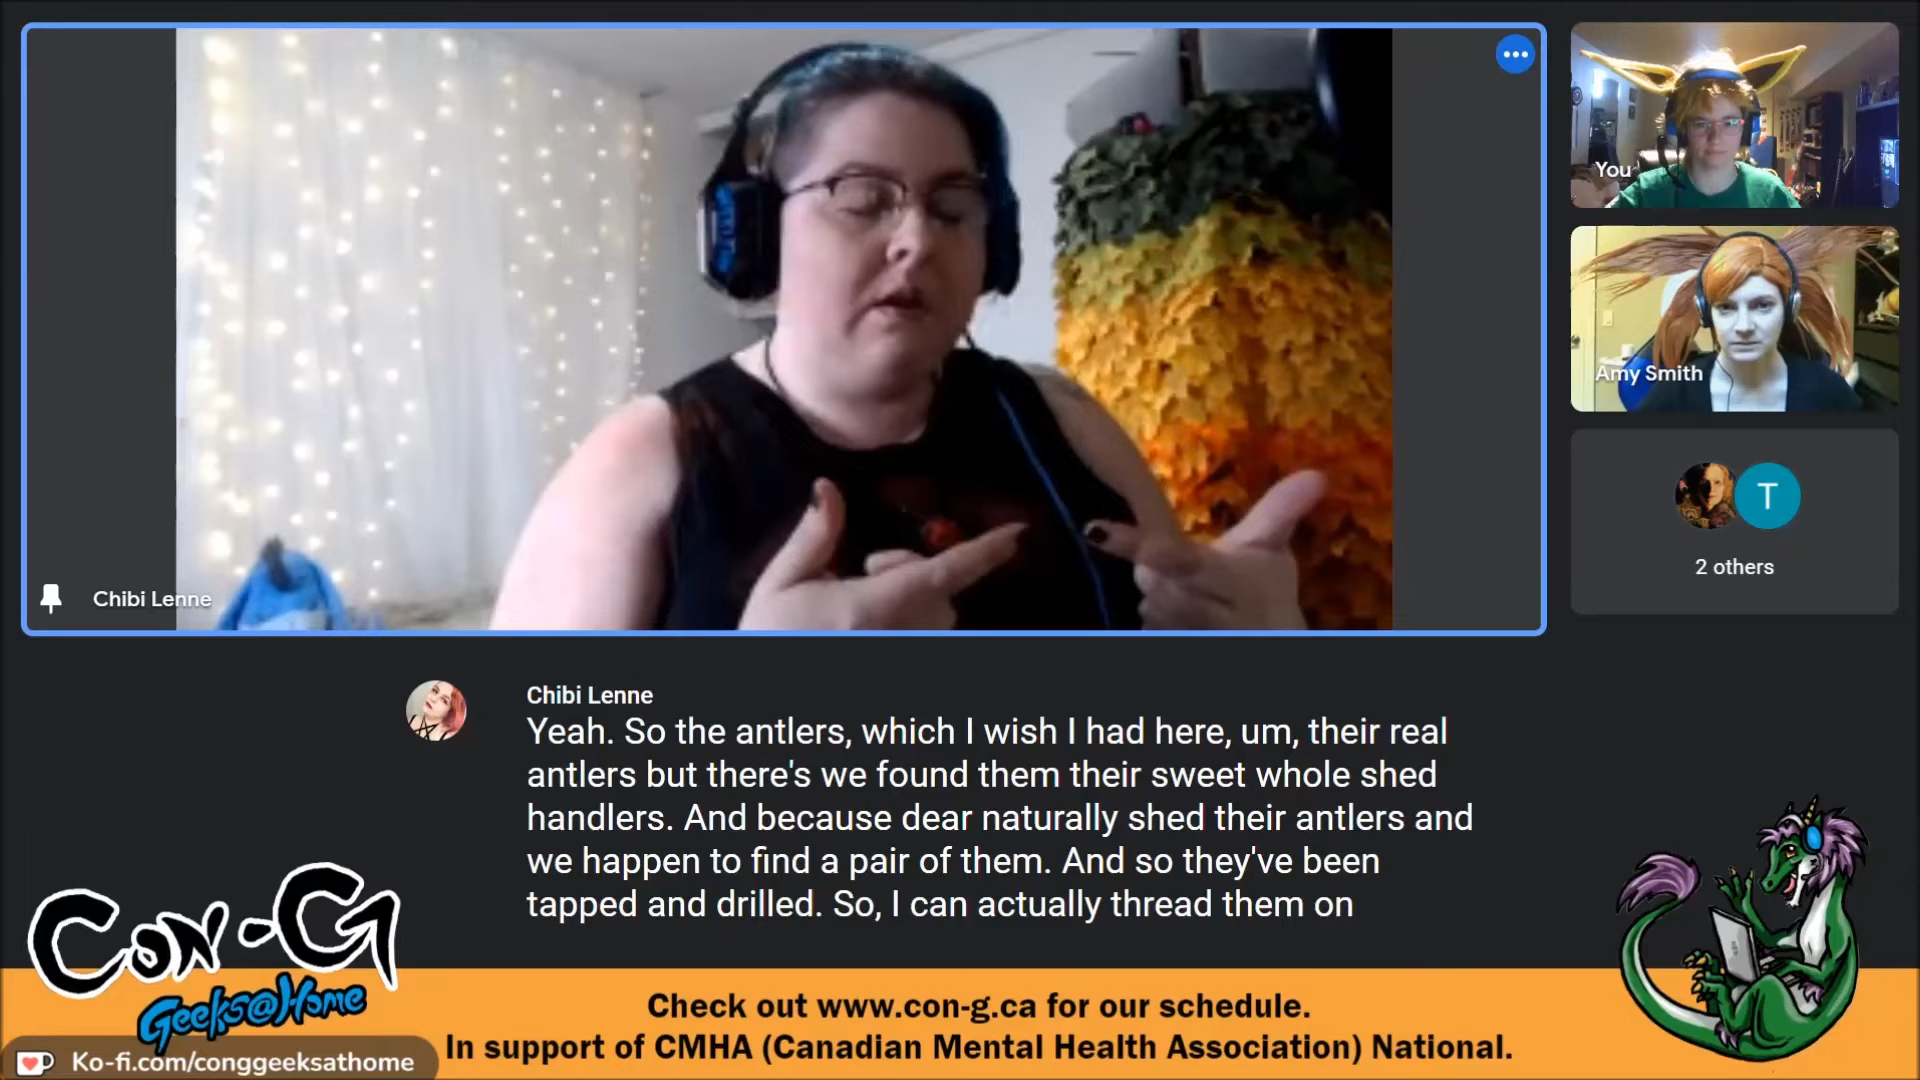 You
Amy Smith
T
2 others
Chibi Lenne
Chibi Lenne
Yeah. So the antlers, which I wish I had here, um, their real
antlers but there's we found them their sweet whole shed
handlers. And because dear naturally shed their antlers and
we happen to find a pair of them. And so they've been
tapped and drilled. So, I can actually thread them on
Con-G
Geeks@Home
Check out www.con-g.ca for our schedule.
In support of CMHA (Canadian Mental Health Association) National.
Ko-fi.com/conggeeksathome